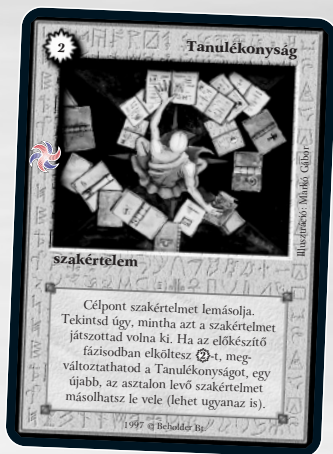 2
Tanulékonyság
Illusztráció: Markó Gábor
szakértelem
Célpont szakértelmet lemásolja.
Tekintsd úgy, mintha azt a szakértelmet
játszottad volna ki. Ha az előkészítő
fázisodban elköltesz 2-t, meg-
változtathatod a Tanulékonyságot, egy
újabb, az asztalon levő szakértelmet
másolhatsz le vele (lehet ugyanaz is).
1997 © Beholder Bt.